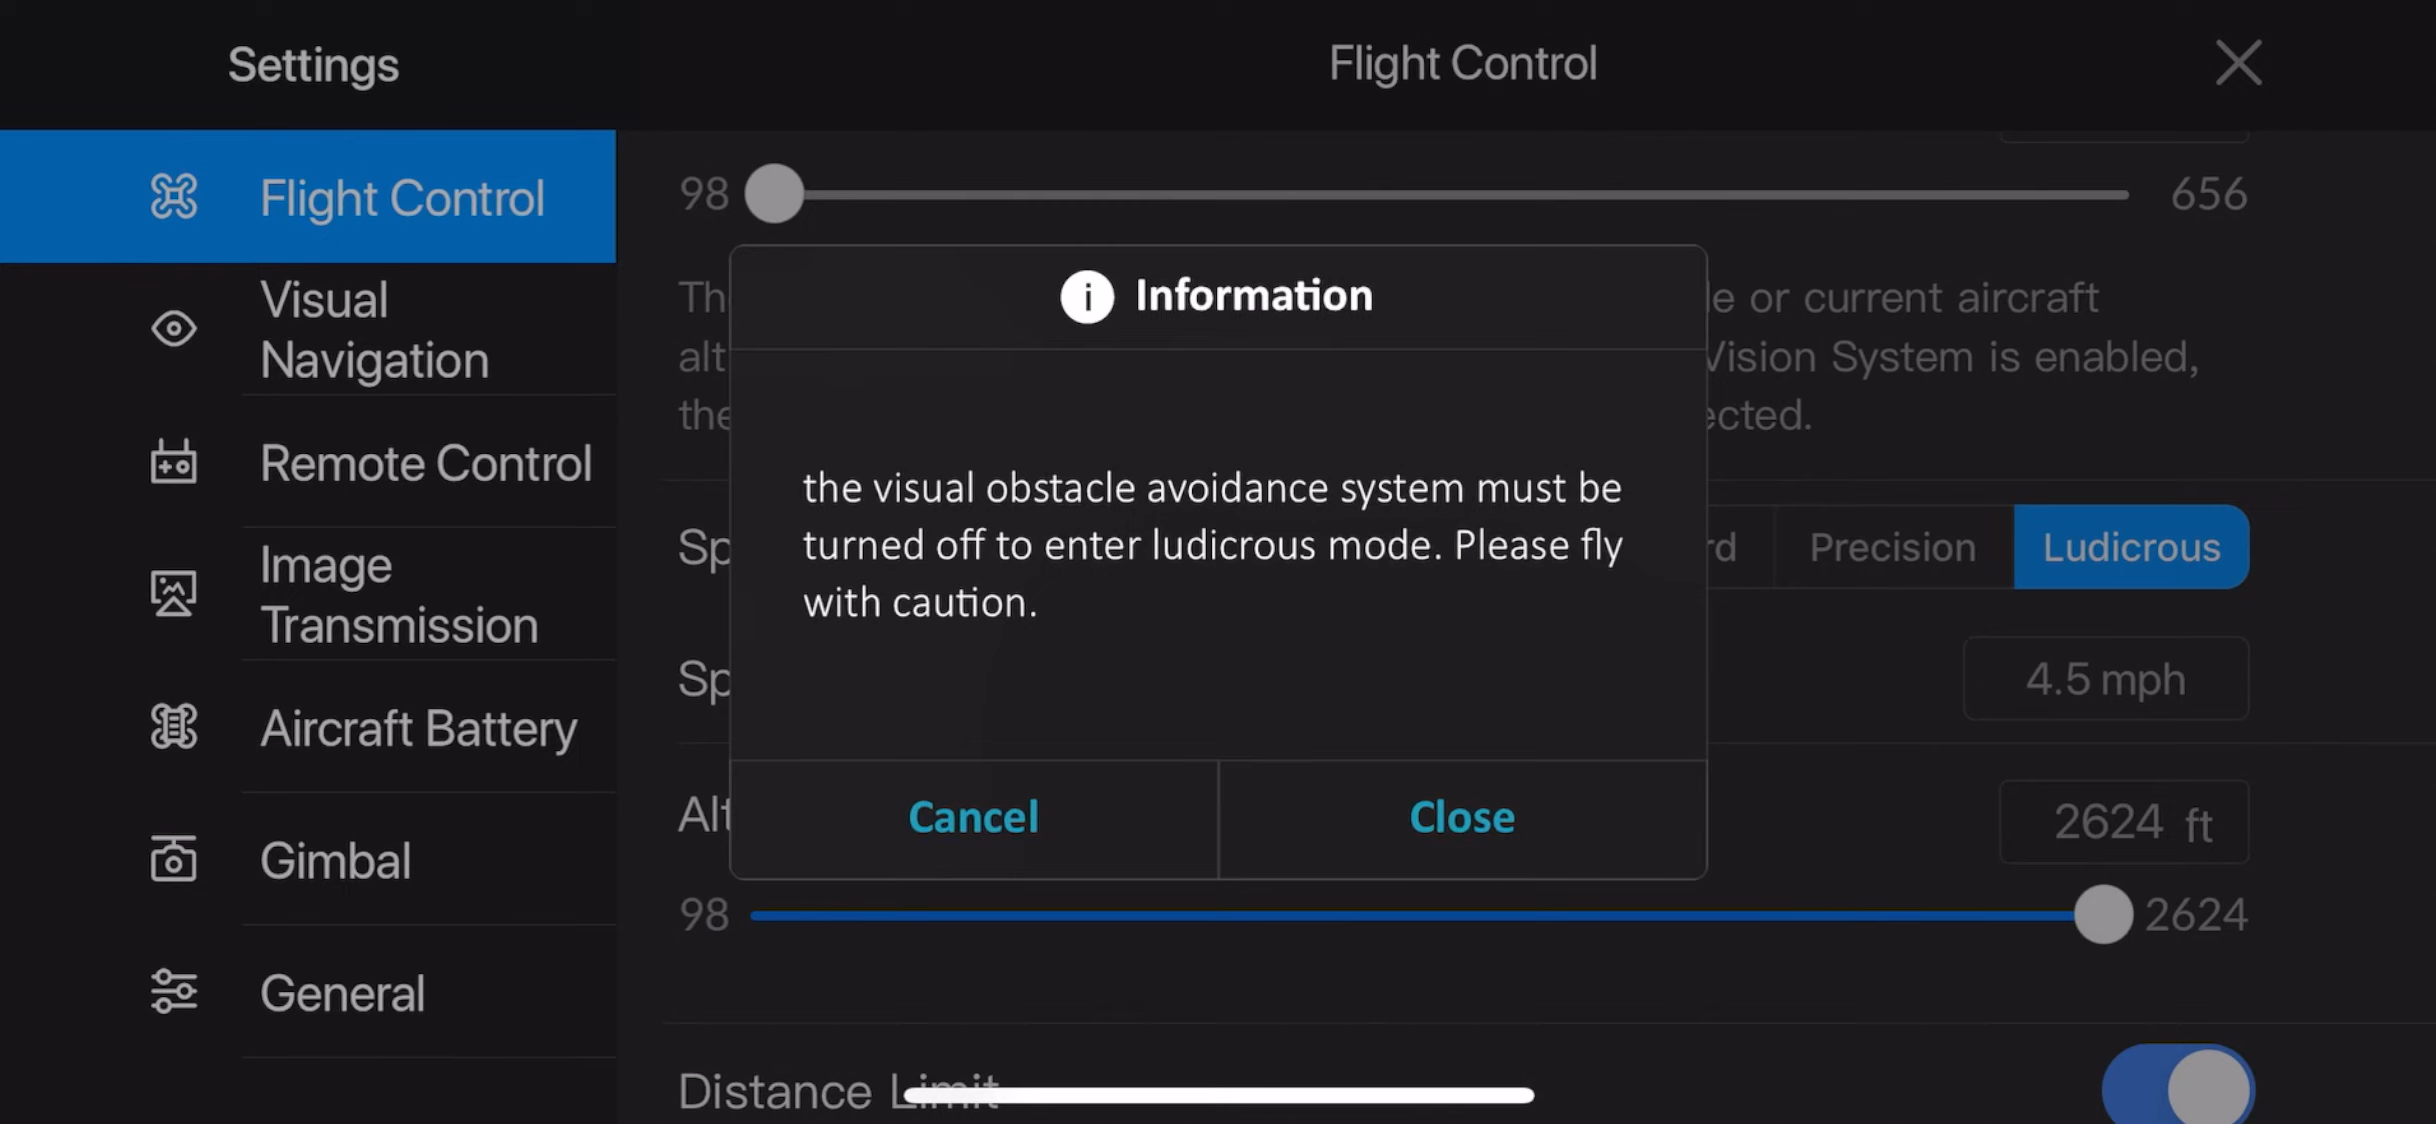 Settings
Flight Control
Flight Control
Visual
Navigation
Remote Control
Image
Transmission
Aircraft Battery
Gimbal
General
98
656
or current aircraft
Vision System is enabled,
Information
the visual obstacle avoidance system must be
turned off to enter ludicrous mode. Please fly
with caution.
Cancel
Close
Precision
Ludicrous
4.5 mph
2624 ft
98
2624
Distance Limit